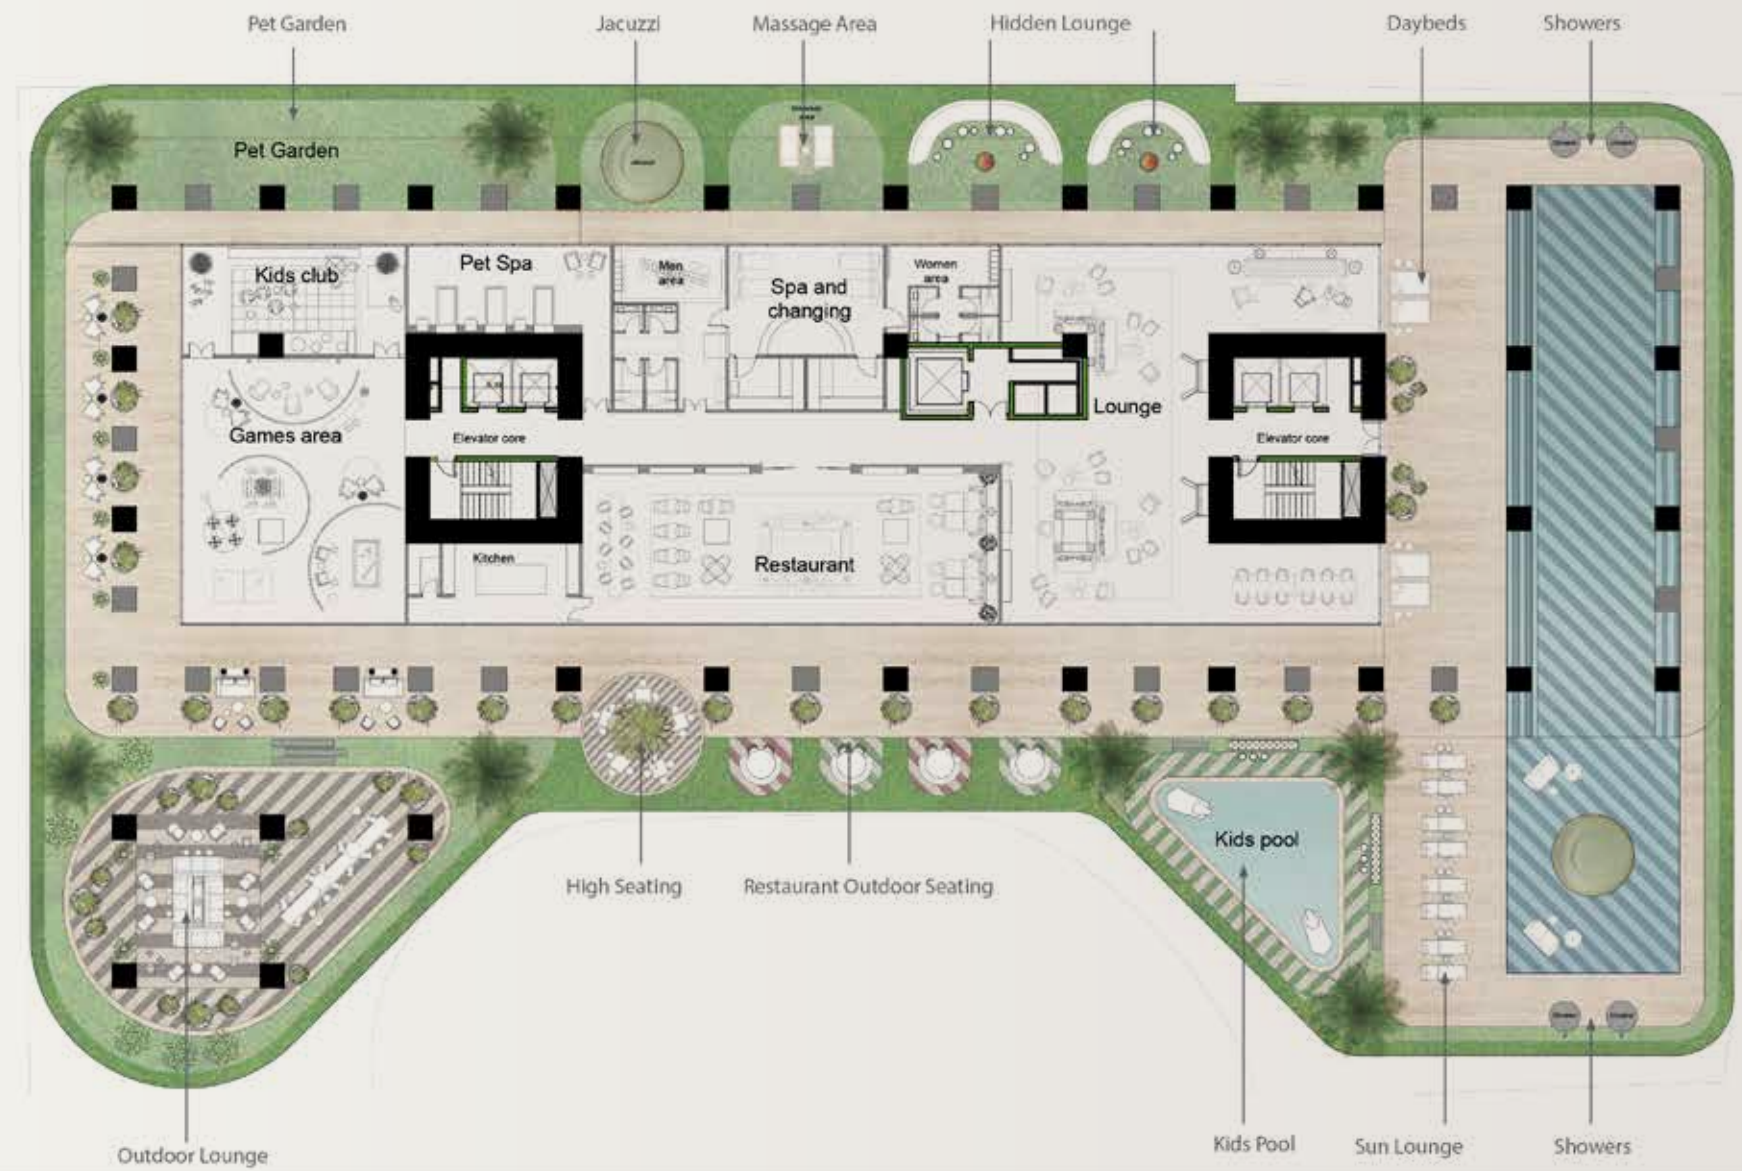 Pet Garden
Jacuzzi
Massage Area
Hidden Lounge
Daybeds
Showers
Pet Garden
Kids club
Pet Spa
Men
area
Spa and
changing
Women
area
Games area
Elevator core
Lounge
Elevator core
Kitchen
Restaurant
Kids pool
High Seating
Restaurant Outdoor Seating
Outdoor Lounge
Kids Pool
Sun Lounge
Showers